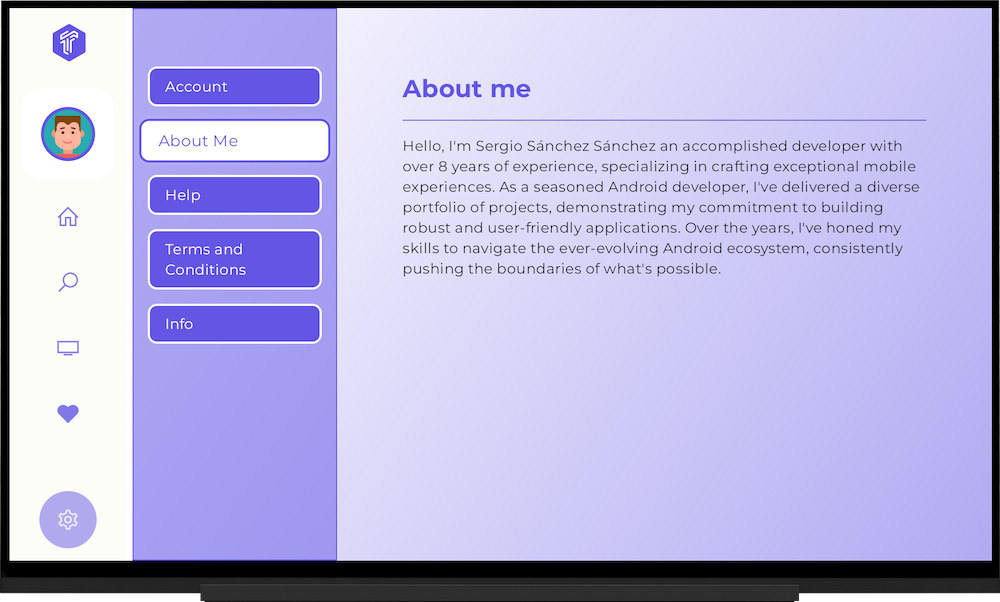 Account
About Me
Help
Terms and
Conditions
Info
About me
Hello, I'm Sergio Sánchez Sánchez an accomplished developer with
over 8 years of experience, specializing in crafting exceptional mobile
experiences. As a seasoned Android developer, I've delivered a diverse
portfolio of projects, demonstrating my commitment to building
robust and user-friendly applications. Over the years, I've honed my
skills to navigate the ever-evolving Android ecosystem, consistently
pushing the boundaries of what's possible.